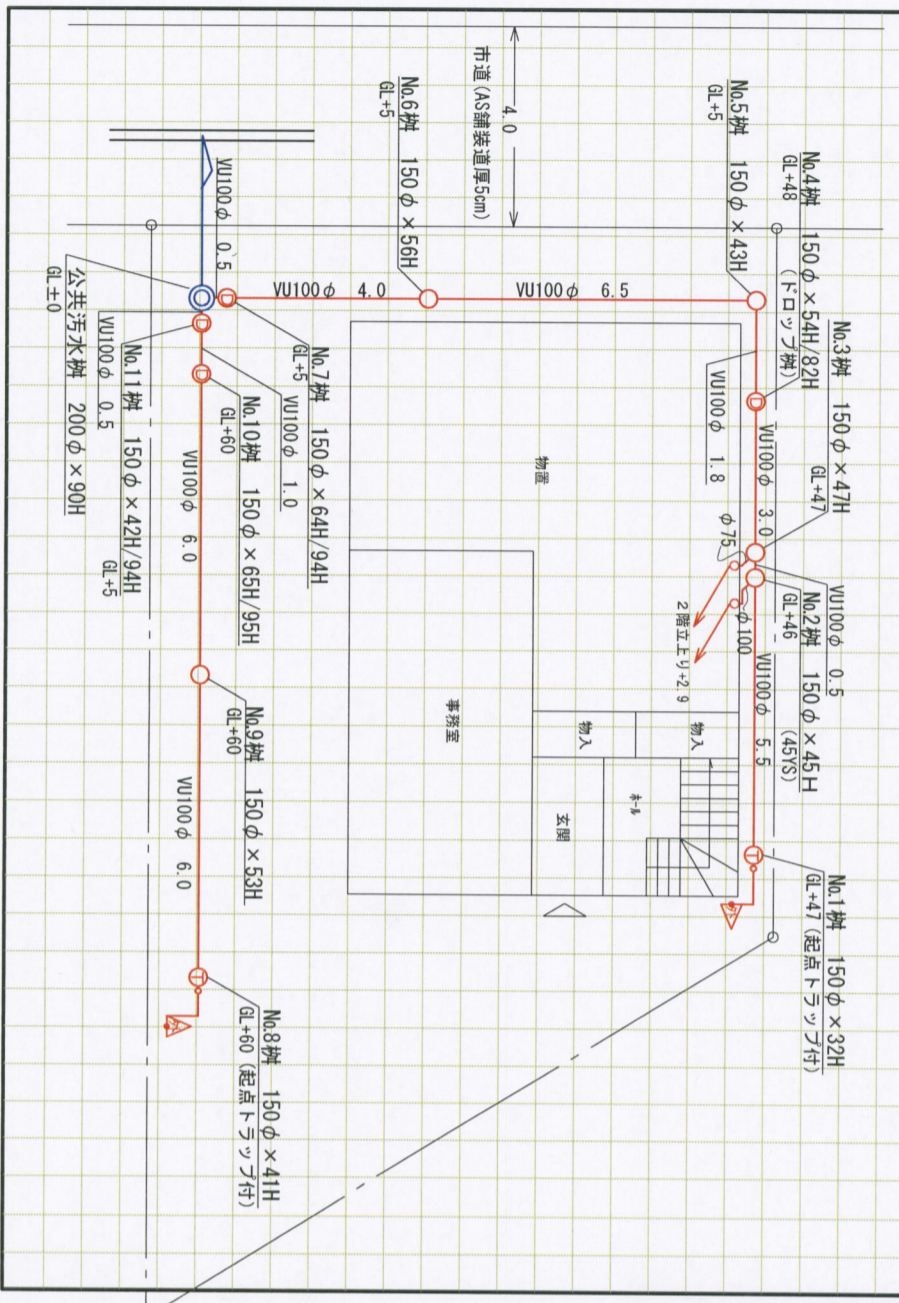 No.1桝 150φ×32H
GL+47 (起点トラップ付)
外
VU100φ 5.5
No.2桝 150φ×45H
GL+46 (45YS)
VU100φ 0.5
No.3桝 150φ×47H
GL+47
φ100
φ75
2階立上り+2.9
VU100φ 3.0
No.4桝 150φ×54H/82H
GL+48 (ドロップ桝)
VU100φ 1.8
No.5桝 150φ×43H
GL+5
VU100φ 6.5
No.6桝 150φ×56H
GL+5
VU100φ 4.0
市道(AS舗装道厚5cm)
4.0
物置
事務室
物入
物入
ホール
玄関
No.7桝 150φ×64H/94H
GL+5
VU100φ 1.0
No.8桝 150φ×41H
GL+60 (起点トラップ付)
外
VU100φ 6.0
No.9桝 150φ×53H
GL+60
VU100φ 6.0
No.10桝 150φ×65H/95H
GL+60
No.11桝 150φ×42H/94H
GL+5
VU100φ 0.5
公共汚水桝 200φ×90H
GL±0
VU100φ 0.5
T
D
D
D
D
T